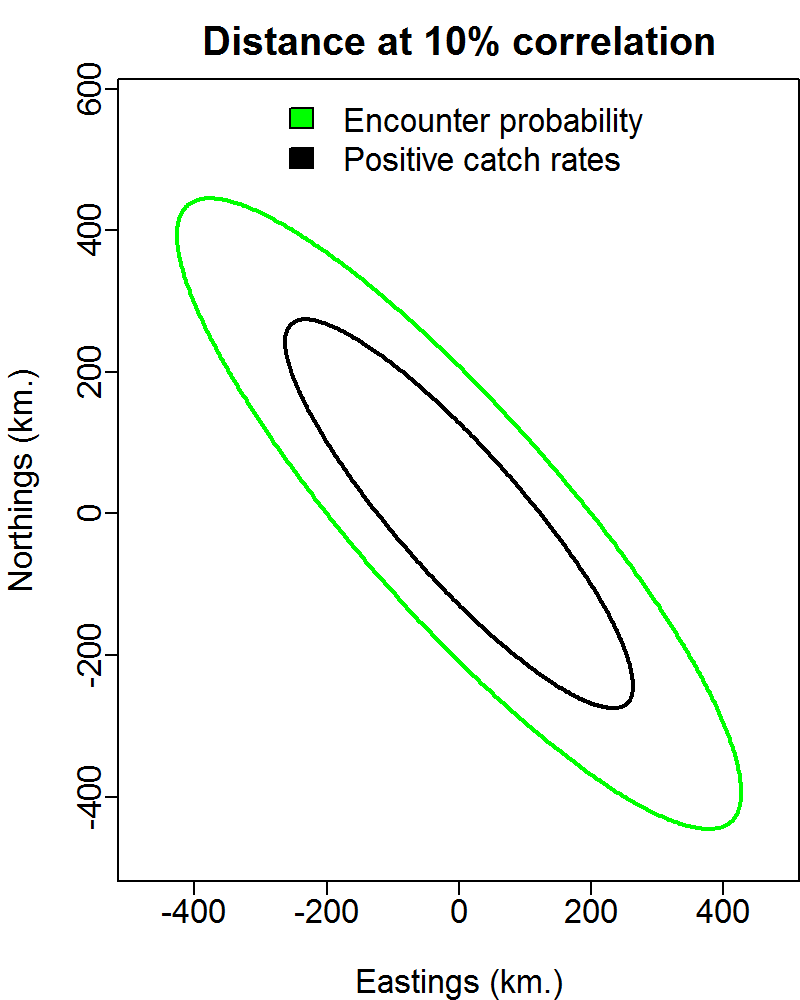 Distance at 10% correlation
Encounter probability
Positive catch rates
600
400
200
0
-200
-400
Northings (km.)
-400 -200 0 200 400
Eastings (km.)